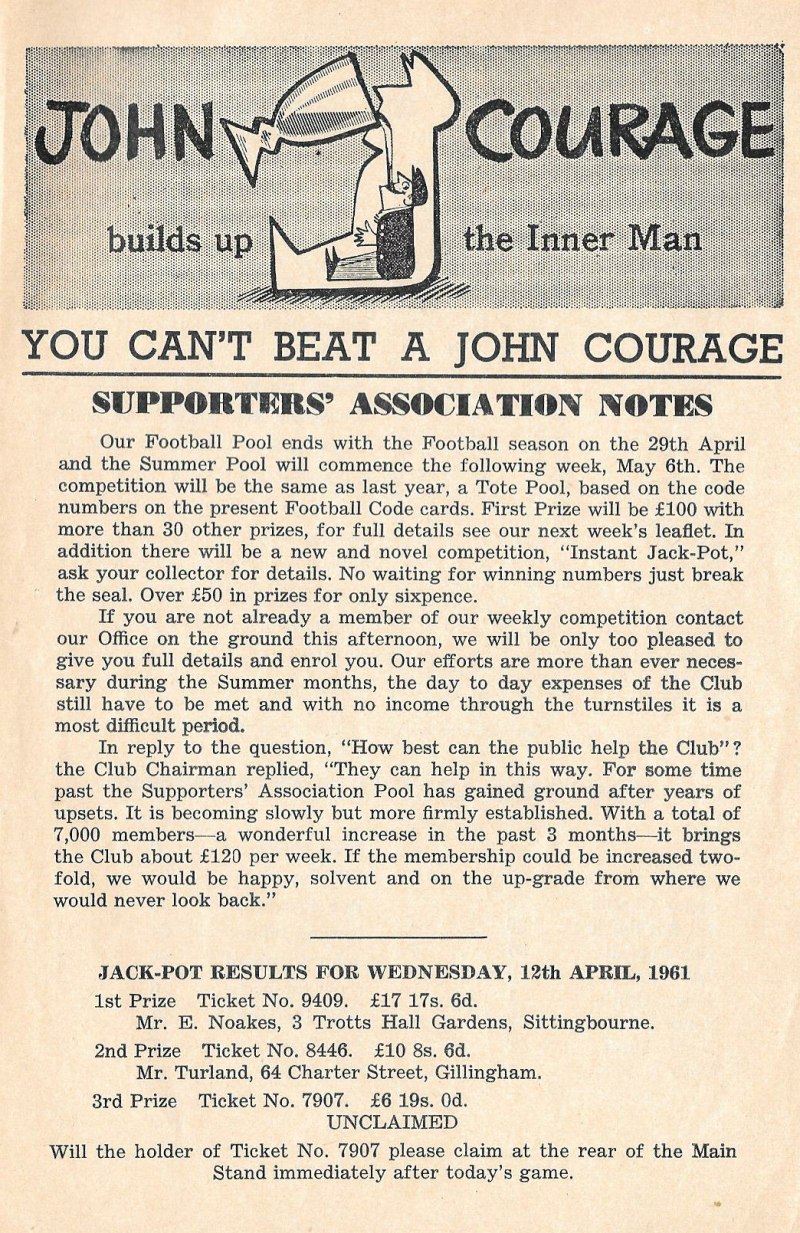 JOHN COURAGE
builds up the Inner Man
YOU CAN'T BEAT A JOHN COURAGE
SUPPORTERS' ASSOCIATION NOTES
Our Football Pool ends with the Football season on the 29th April
and the Summer Pool will commence the following week, May 6th. The
competition will be the same as last year, a Tote Pool, based on the code
numbers on the present Football Code cards. First Prize will be £100 with
more than 30 other prizes, for full details see our next week's leaflet. In
addition there will be a new and novel competition, "Instant Jack-Pot,"
ask your collector for details. No waiting for winning numbers just break
the seal. Over £50 in prizes for only sixpence.
If you are not already a member of our weekly competition contact
our Office on the ground this afternoon, we will be only too pleased to
give you full details and enrol you. Our efforts are more than ever neces-
sary during the Summer months, the day to day expenses of the Club
still have to be met and with no income through the turnstiles it is a
most difficult period.
In reply to the question, "How best can the public help the Club"?
the Club Chairman replied, "They can help in this way. For some time
past the Supporters' Association Pool has gained ground after years of
upsets. It is becoming slowly but more firmly established. With a total of
7,000 members—a wonderful increase in the past 3 months—it brings
the Club about £120 per week. If the membership could be increased two-
fold, we would be happy, solvent and on the up-grade from where we
would never look back."
JACK-POT RESULTS FOR WEDNESDAY, 12th APRIL, 1961
1st Prize Ticket No. 9409. £17 17s. 6d.
Mr. E. Noakes, 3 Trotts Hall Gardens, Sittingbourne.
2nd Prize Ticket No. 8446. £10 8s. 6d.
Mr. Turland, 64 Charter Street, Gillingham.
3rd Prize Ticket No. 7907. £6 19s. 0d.
UNCLAIMED
Will the holder of Ticket No. 7907 please claim at the rear of the Main
Stand immediately after today's game.